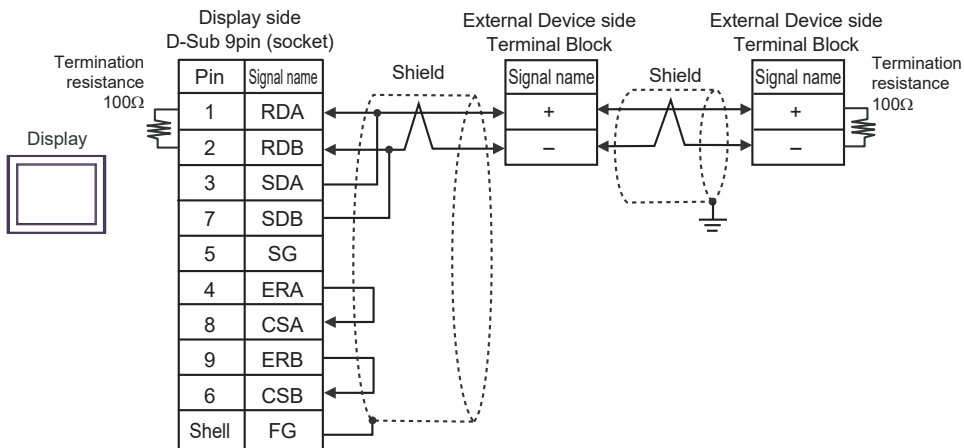 Display side
D-Sub 9pin (socket)
External Device side
Terminal Block
External Device side
Terminal Block
Termination
resistance
100Ω
Display
Pin Signal name
1 RDA
2 RDB
3 SDA
7 SDB
5 SG
4 ERA
8 CSA
9 ERB
6 CSB
Shell FG
Shield
Signal name
+
–
Shield
Signal name
+
–
Termination
resistance
100Ω